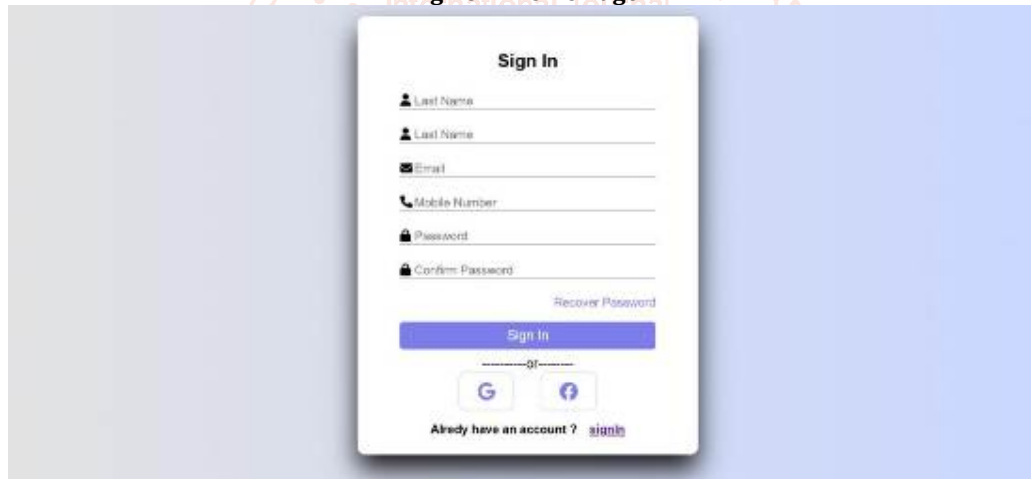 Sign In
Last Name
Last Name
Email
Mobile Number
Password
Confirm Password
Recover Password
Sign In
------------or----------
Alredy have an account ? signIn